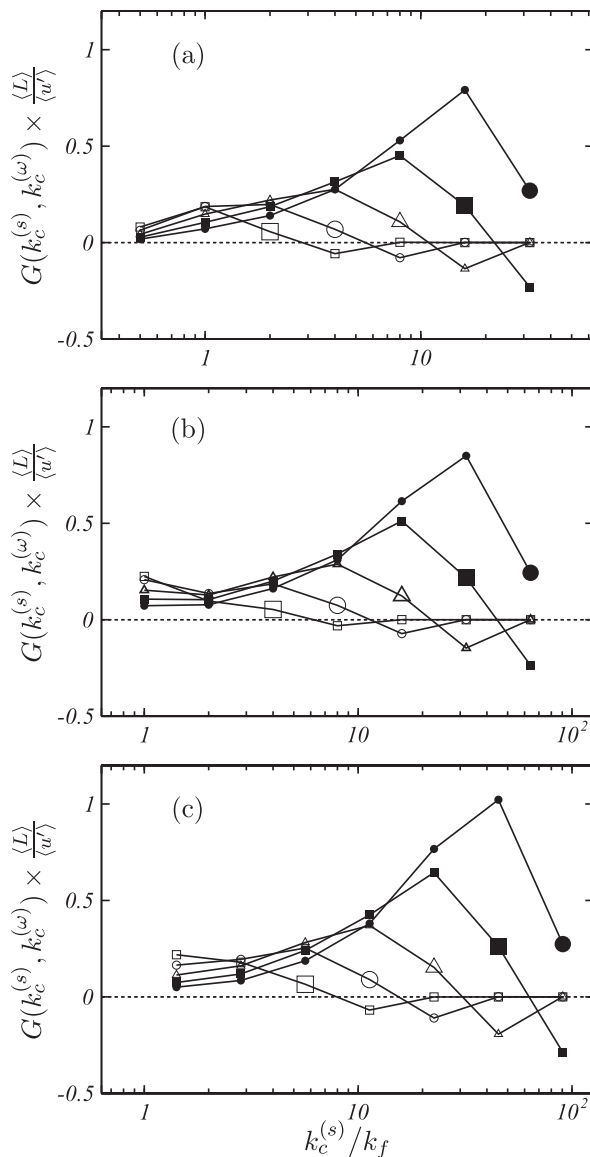 1
(a)
0.5
0
-0.5
G(k_c^{(s)}, k_c^{(ω)}) × ⟨L⟩/⟨u′⟩
1 10
1
(b)
0.5
0
-0.5
G(k_c^{(s)}, k_c^{(ω)}) × ⟨L⟩/⟨u′⟩
1 10 10^2
1
(c)
0.5
0
-0.5
G(k_c^{(s)}, k_c^{(ω)}) × ⟨L⟩/⟨u′⟩
1 10 10^2
k_c^{(s)}/k_f